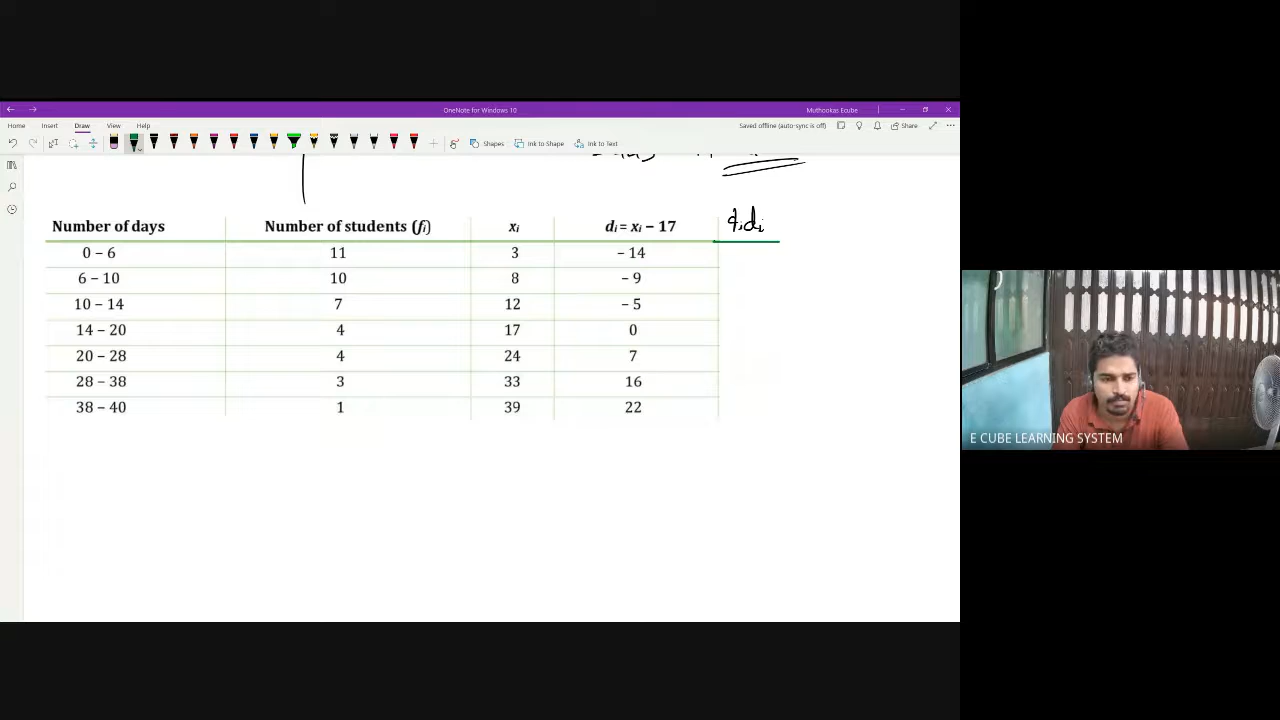 OneNote for Windows 10
Muthookas Ecube
Home Insert Draw View Help
Saved offline (auto-sync is off)
Share
Shapes Ink to Shape Ink to Text
Number of days Number of students (fᵢ) xᵢ dᵢ = xᵢ – 17 fᵢdᵢ
0 – 6 11 3 – 14
6 – 10 10 8 – 9
10 – 14 7 12 – 5
14 – 20 4 17 0
20 – 28 4 24 7
28 – 38 3 33 16
38 – 40 1 39 22
E CUBE LEARNING SYSTEM